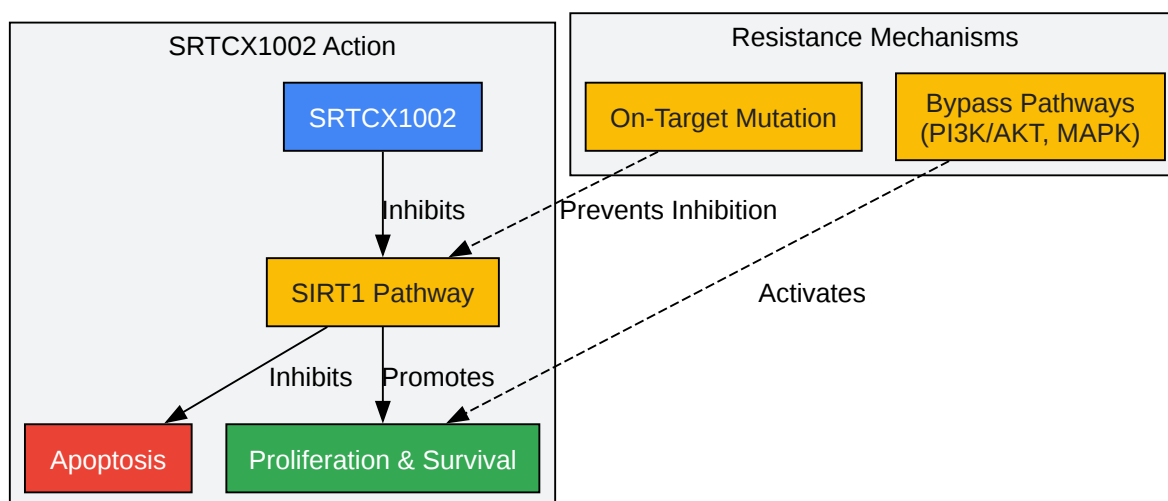 SRTCX1002 Action
SRTCX1002
Inhibits
SIRT1 Pathway
Inhibits
Promotes
Apoptosis
Proliferation & Survival
Resistance Mechanisms
On-Target Mutation
Bypass Pathways
(PI3K/AKT, MAPK)
Prevents Inhibition
Activates